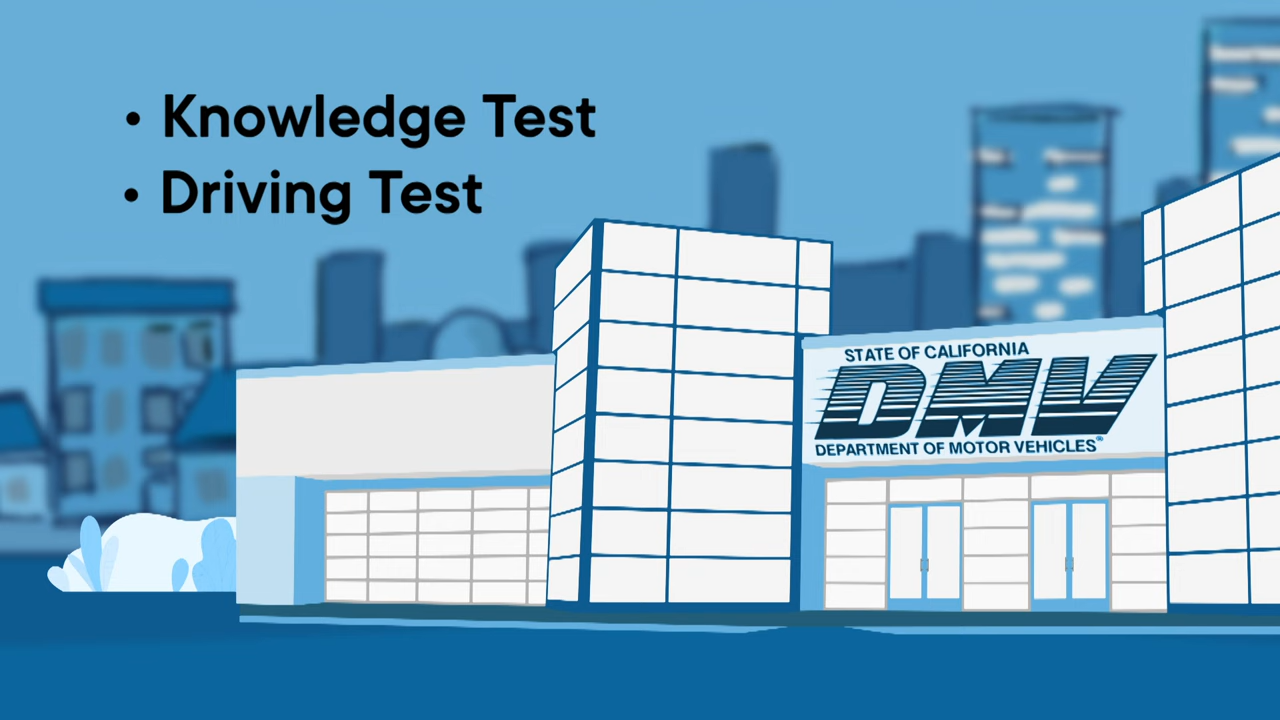 • Knowledge Test
• Driving Test
STATE OF CALIFORNIA
DMV
DEPARTMENT OF MOTOR VEHICLES®